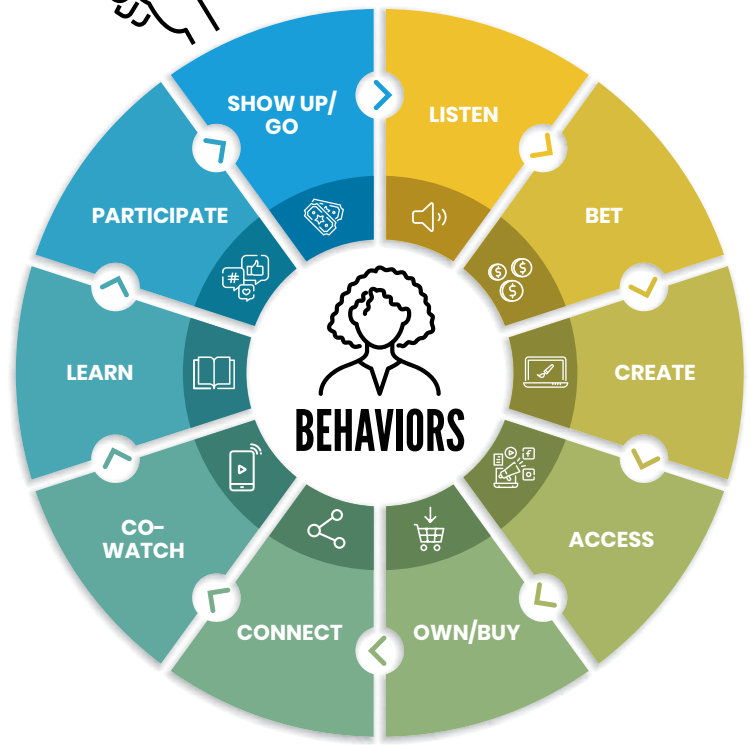 SHOW UP/
GO
LISTEN
BET
CREATE
ACCESS
OWN/BUY
CONNECT
CO-
WATCH
LEARN
PARTICIPATE
BEHAVIORS